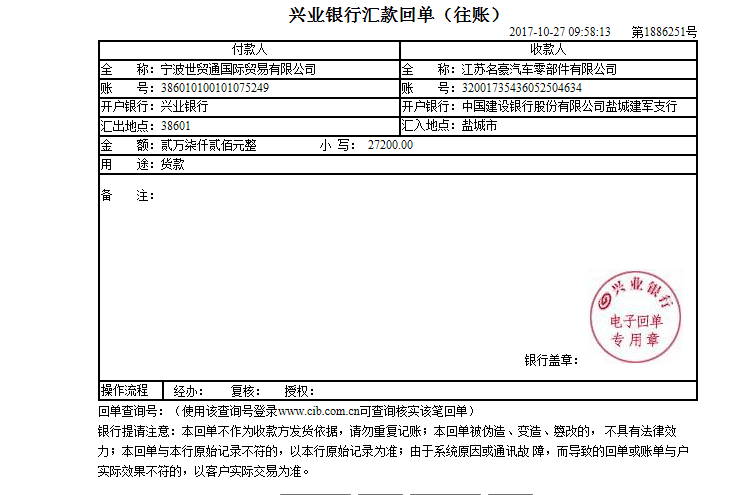 兴业银行汇款回单（往账）
2017-10-27 09:58:13 第1886251号
付款人 收款人
全 称：宁波世贸通国际贸易有限公司 全 称：江苏名豪汽车零部件有限公司
账 号：386010100101075249 账 号：32001735436052504634
开户银行：兴业银行 开户银行：中国建设银行股份有限公司盐城建军支行
汇出地点：38601 汇入地点：盐城市
金 额：贰万柒仟贰佰元整 小 写： 27200.00
用 途：货款
备 注：
兴业银行
电子回单
专用章
银行盖章：
操作流程 经办： 复核： 授权：
回单查询号：（使用该查询号登录www.cib.com.cn可查询核实该笔回单）
银行提请注意：本回单不作为收款方发货依据，请勿重复记账；本回单被伪造、变造、篡改的，不具有法律效
力；本回单与本行原始记录不符的，以本行原始记录为准；由于系统原因或通讯故 障，而导致的回单或账单与户
实际效果不符的，以客户实际交易为准。